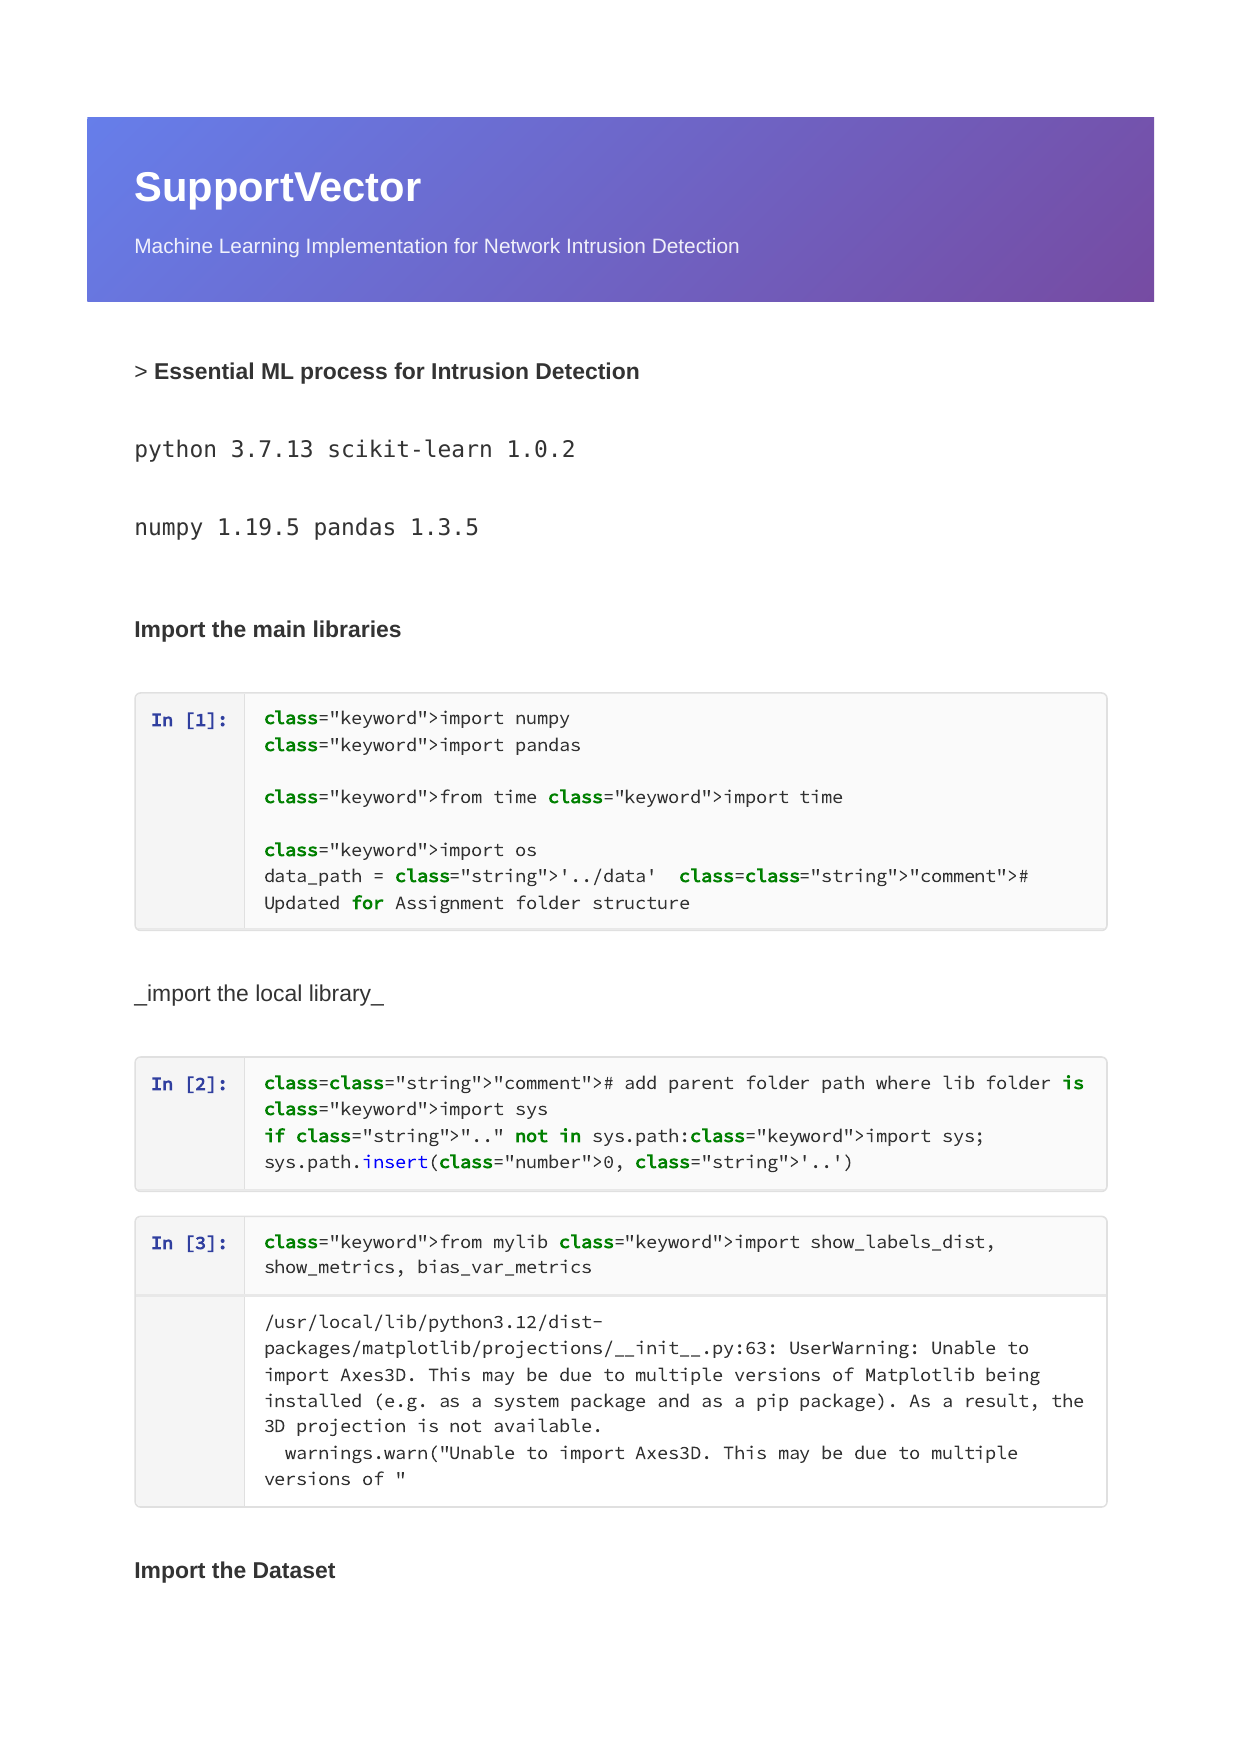 SupportVector
Machine Learning Implementation for Network Intrusion Detection
> Essential ML process for Intrusion Detection
python 3.7.13 scikit-learn 1.0.2
numpy 1.19.5 pandas 1.3.5
Import the main libraries
In [1]:
class="keyword">import numpy
class="keyword">import pandas
class="keyword">from time class="keyword">import time
class="keyword">import os
data_path = class="string">'../data'  class=class="string">"comment">#
Updated for Assignment folder structure
_import the local library_
In [2]:
class=class="string">"comment"># add parent folder path where lib folder is
class="keyword">import sys
if class="string">".." not in sys.path:class="keyword">import sys;
sys.path.insert(class="number">0, class="string">'..')
In [3]:
class="keyword">from mylib class="keyword">import show_labels_dist,
show_metrics, bias_var_metrics
/usr/local/lib/python3.12/dist-
packages/matplotlib/projections/__init__.py:63: UserWarning: Unable to
import Axes3D. This may be due to multiple versions of Matplotlib being
installed (e.g. as a system package and as a pip package). As a result, the
3D projection is not available.
  warnings.warn("Unable to import Axes3D. This may be due to multiple
versions of "
Import the Dataset